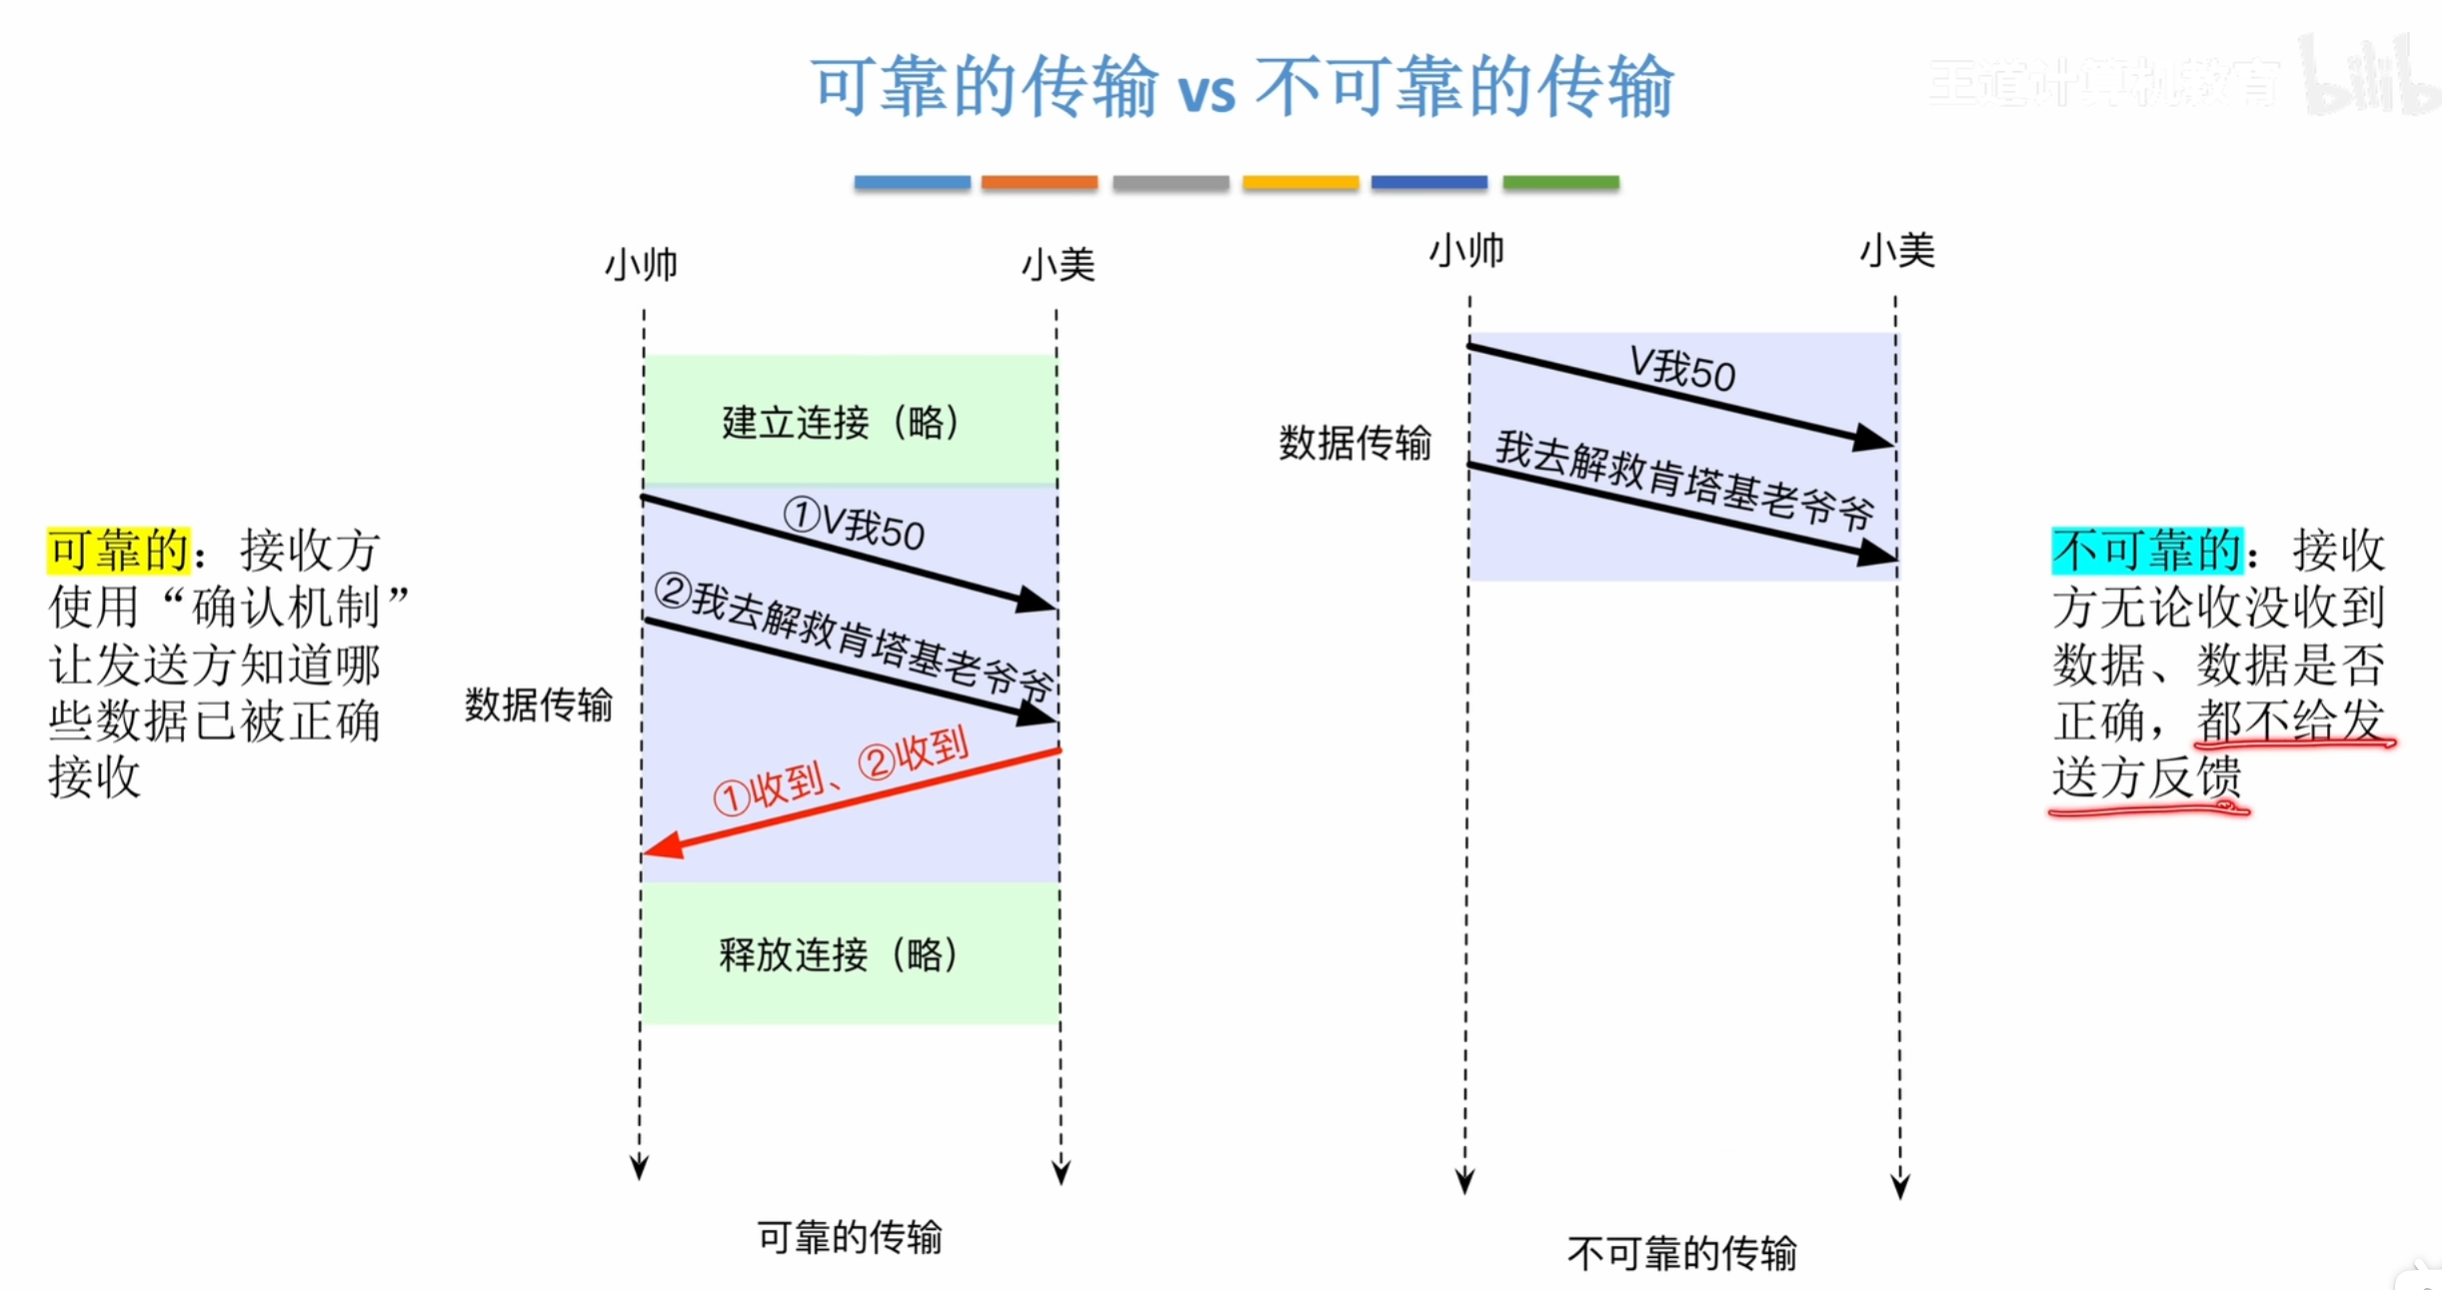 可靠的传输 vs 不可靠的传输
王道计算机教育
小帅
小美
建立连接（略）
①V我50
②我去解救肯塔基老爷爷
数据传输
①收到、②收到
释放连接（略）
可靠的传输
可靠的：接收方
使用“确认机制”
让发送方知道哪
些数据已被正确
接收
小帅
小美
V我50
数据传输
我去解救肯塔基老爷爷
不可靠的传输
不可靠的：接收
方无论收没收到
数据、数据是否
正确，都不给发
送方反馈